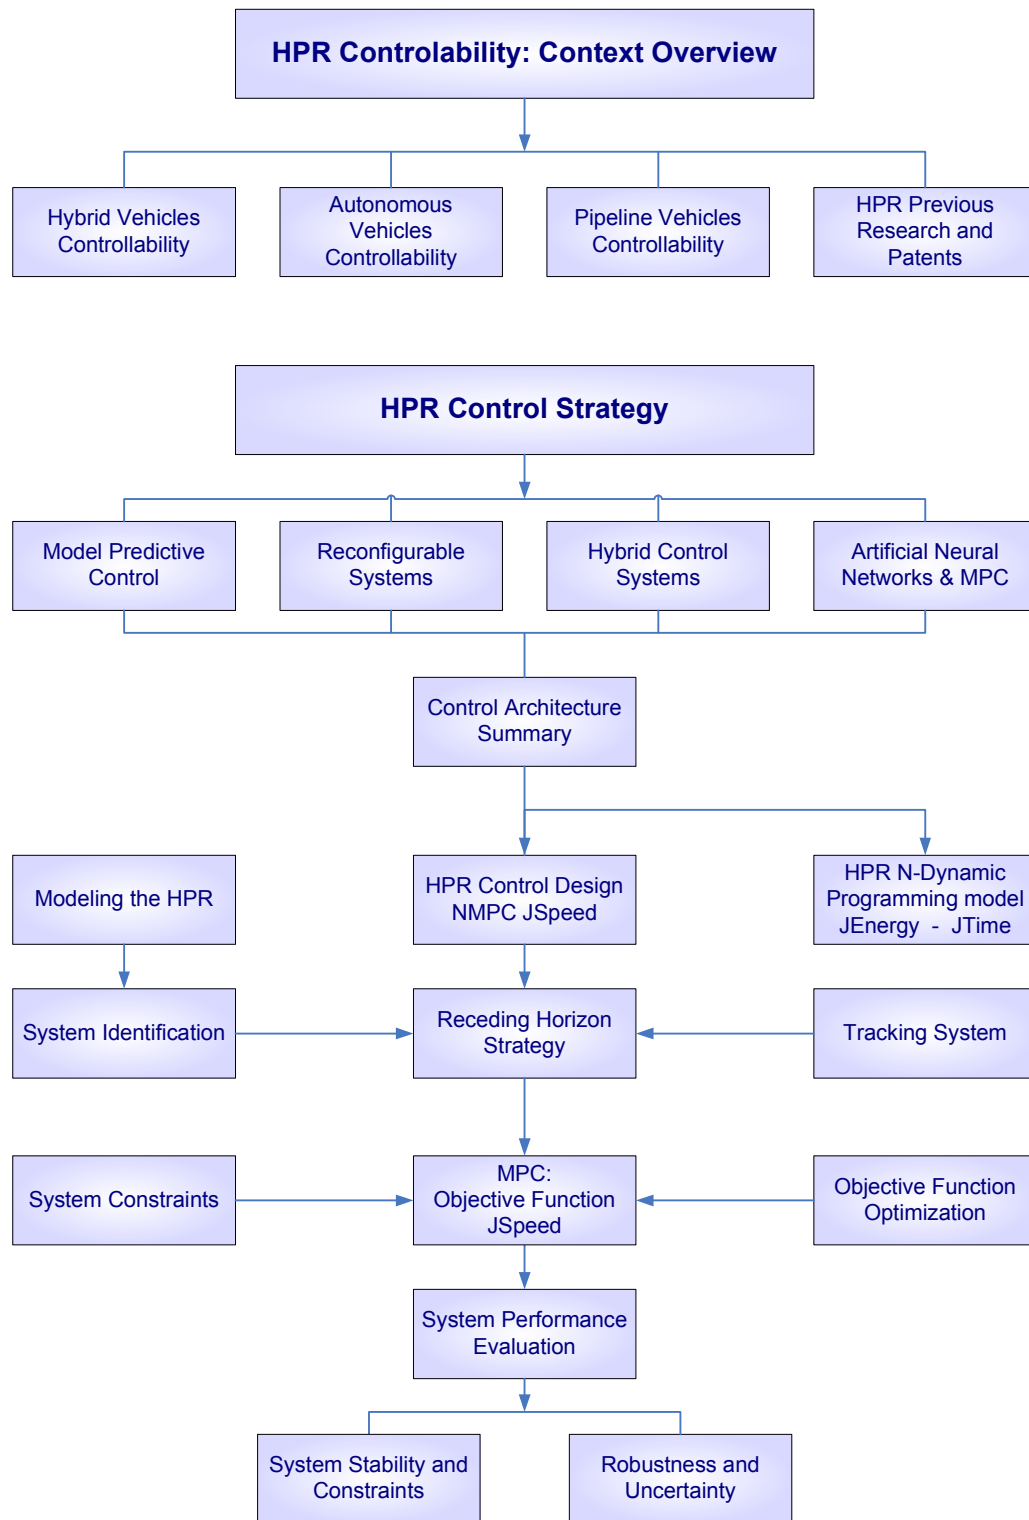 HPR Controlability: Context Overview
Hybrid Vehicles
Controllability
Autonomous
Vehicles
Controllability
Pipeline Vehicles
Controllability
HPR Previous
Research and
Patents
HPR Control Strategy
Model Predictive
Control
Reconfigurable
Systems
Hybrid Control
Systems
Artificial Neural
Networks & MPC
Control Architecture
Summary
Modeling the HPR
HPR Control Design
NMPC JSpeed
HPR N-Dynamic
Programming model
JEnergy - JTime
System Identification
Receding Horizon
Strategy
Tracking System
System Constraints
MPC:
Objective Function
JSpeed
Objective Function
Optimization
System Performance
Evaluation
System Stability and
Constraints
Robustness and
Uncertainty